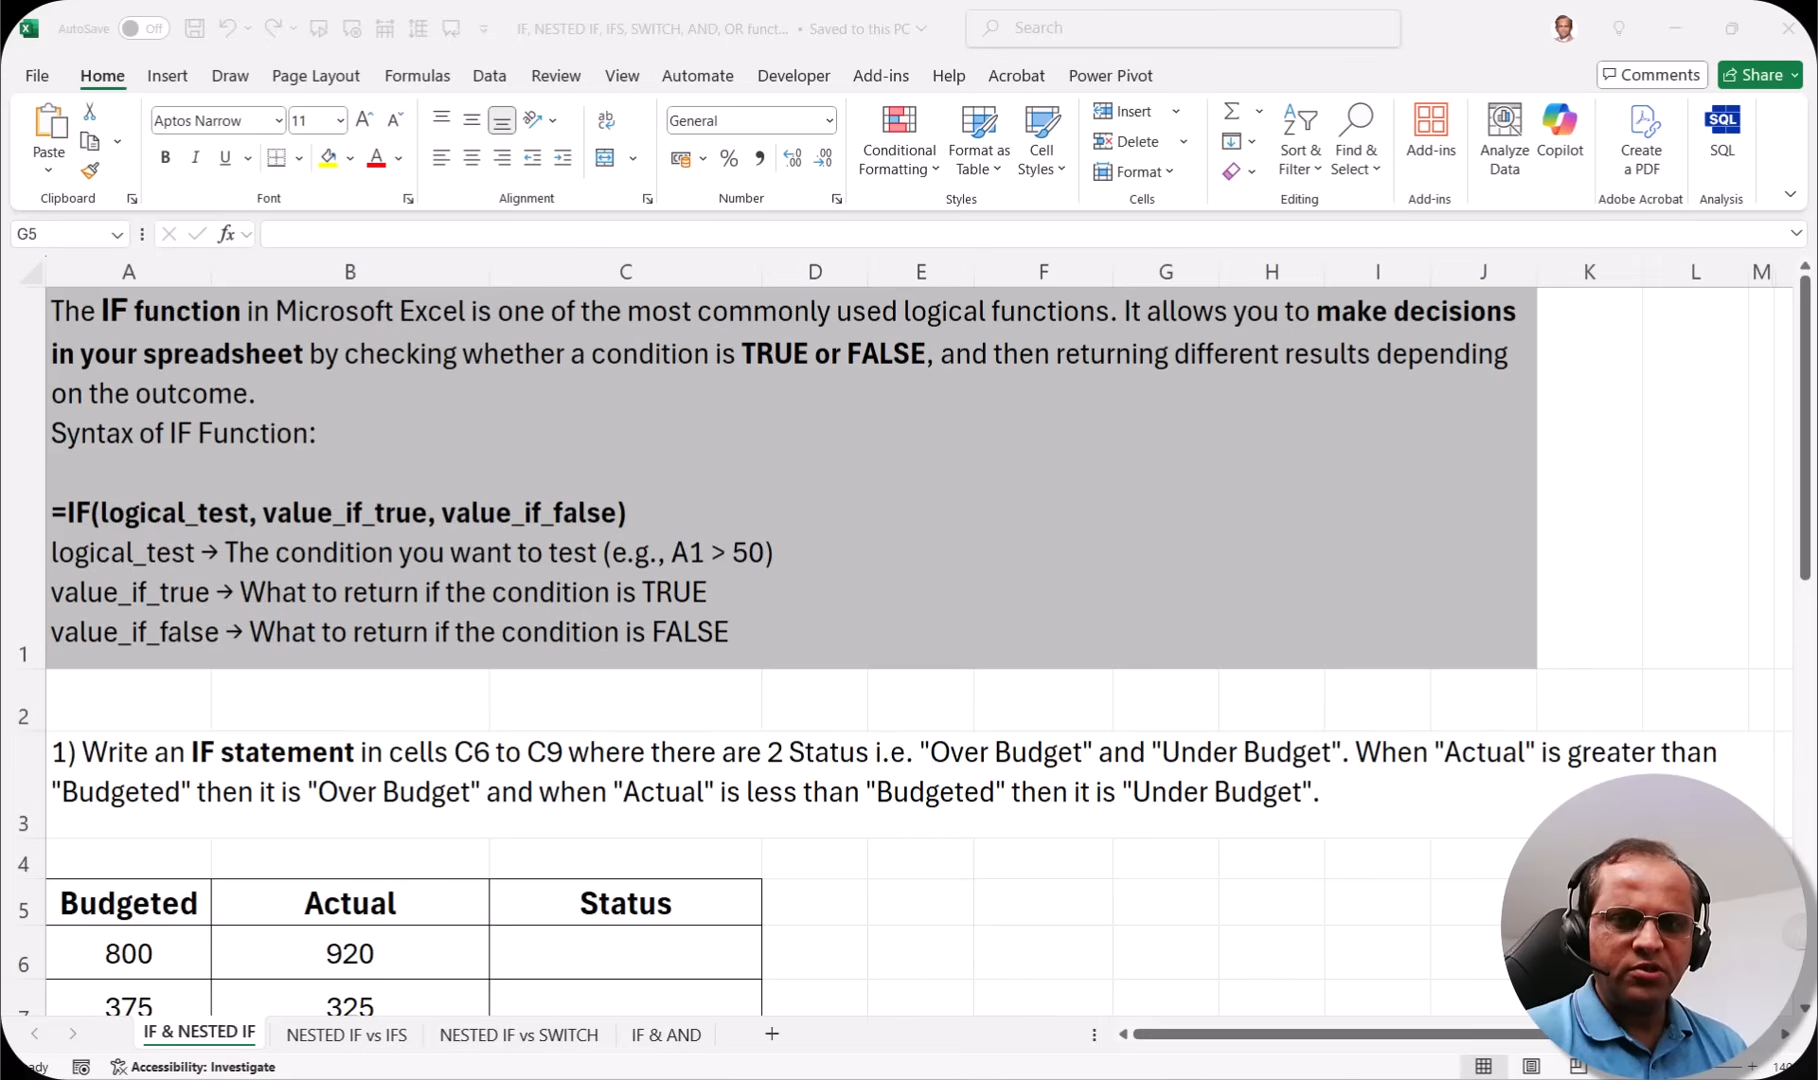 AutoSave Off IF, NESTED IF, IFS, SWITCH, AND, OR funct... • Saved to this PC Search
File Home Insert Draw Page Layout Formulas Data Review View Automate Developer Add-ins Help Acrobat Power Pivot Comments Share
Aptos Narrow 11 General Insert
Paste Conditional Formatting Format as Table Cell Styles Delete Sort & Filter Find & Select Add-ins Analyze Data Copilot Create a PDF SQL SQL
B I U Format
Clipboard Font Alignment Number Styles Cells Editing Add-ins Adobe Acrobat Analysis
G5 fx
A B C D E F G H I J K L M
The IF function in Microsoft Excel is one of the most commonly used logical functions. It allows you to make decisions
in your spreadsheet by checking whether a condition is TRUE or FALSE, and then returning different results depending
on the outcome.
Syntax of IF Function:
=IF(logical_test, value_if_true, value_if_false)
logical_test → The condition you want to test (e.g., A1 > 50)
value_if_true → What to return if the condition is TRUE
value_if_false → What to return if the condition is FALSE
1
2
1) Write an IF statement in cells C6 to C9 where there are 2 Status i.e. "Over Budget" and "Under Budget". When "Actual" is greater than
"Budgeted" then it is "Over Budget" and when "Actual" is less than "Budgeted" then it is "Under Budget".
3
4
5 Budgeted Actual Status
6 800 920
7 375 325
IF & NESTED IF NESTED IF vs IFS NESTED IF vs SWITCH IF & AND
Accessibility: Investigate